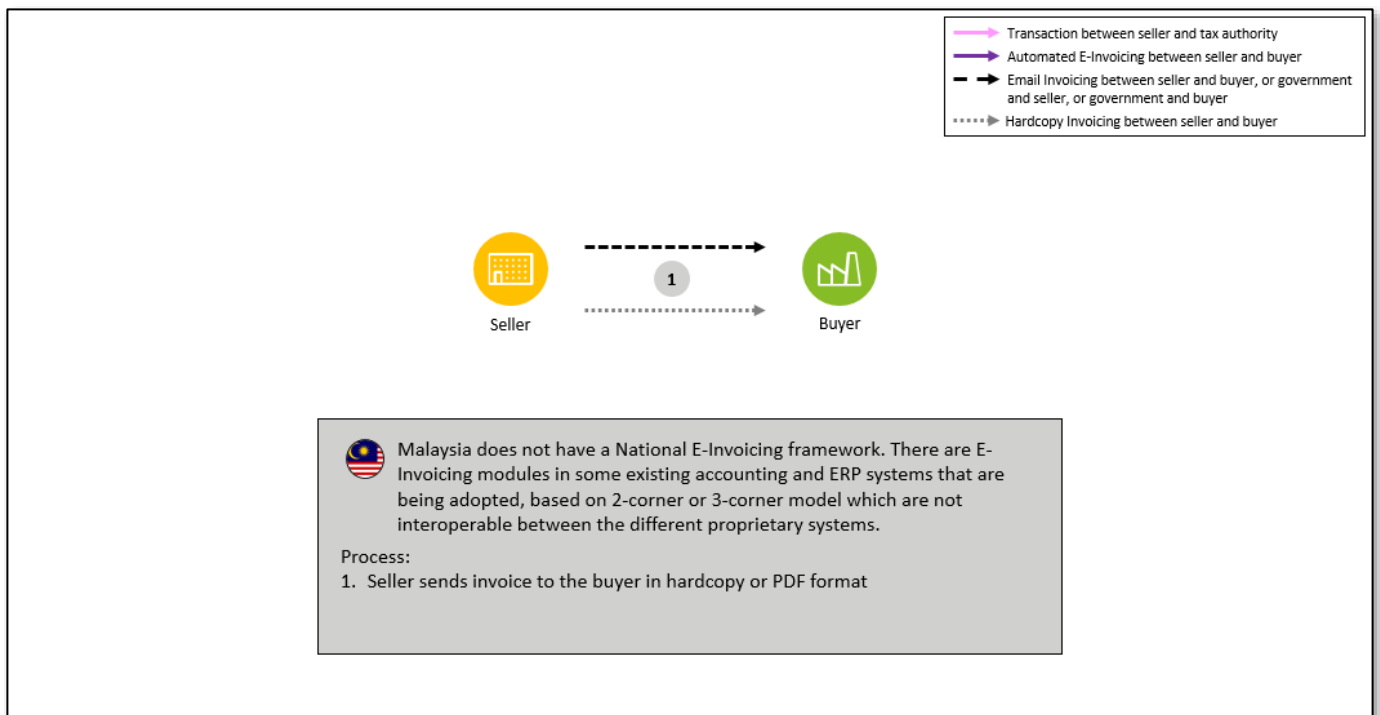 Transaction between seller and tax authority
Automated E-Invoicing between seller and buyer
Email Invoicing between seller and buyer, or government
and seller, or government and buyer
Hardcopy Invoicing between seller and buyer
1
Seller
Buyer
Malaysia does not have a National E-Invoicing framework. There are E-
Invoicing modules in some existing accounting and ERP systems that are
being adopted, based on 2-corner or 3-corner model which are not
interoperable between the different proprietary systems.
Process:
1. Seller sends invoice to the buyer in hardcopy or PDF format